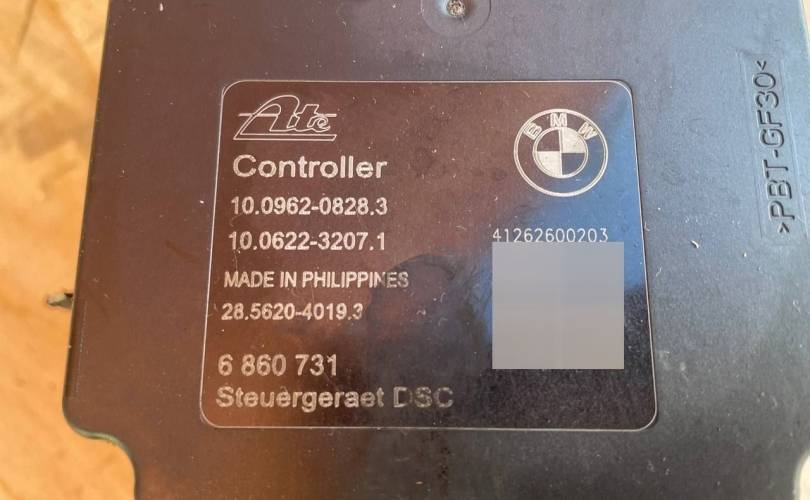 Ate
BMW
Controller
10.0962-0828.3
10.0622-3207.1
41262600203
MADE IN PHILIPPINES
28.5620-4019.3
6 860 731
Steuergeraet DSC
>PBT-GF30<